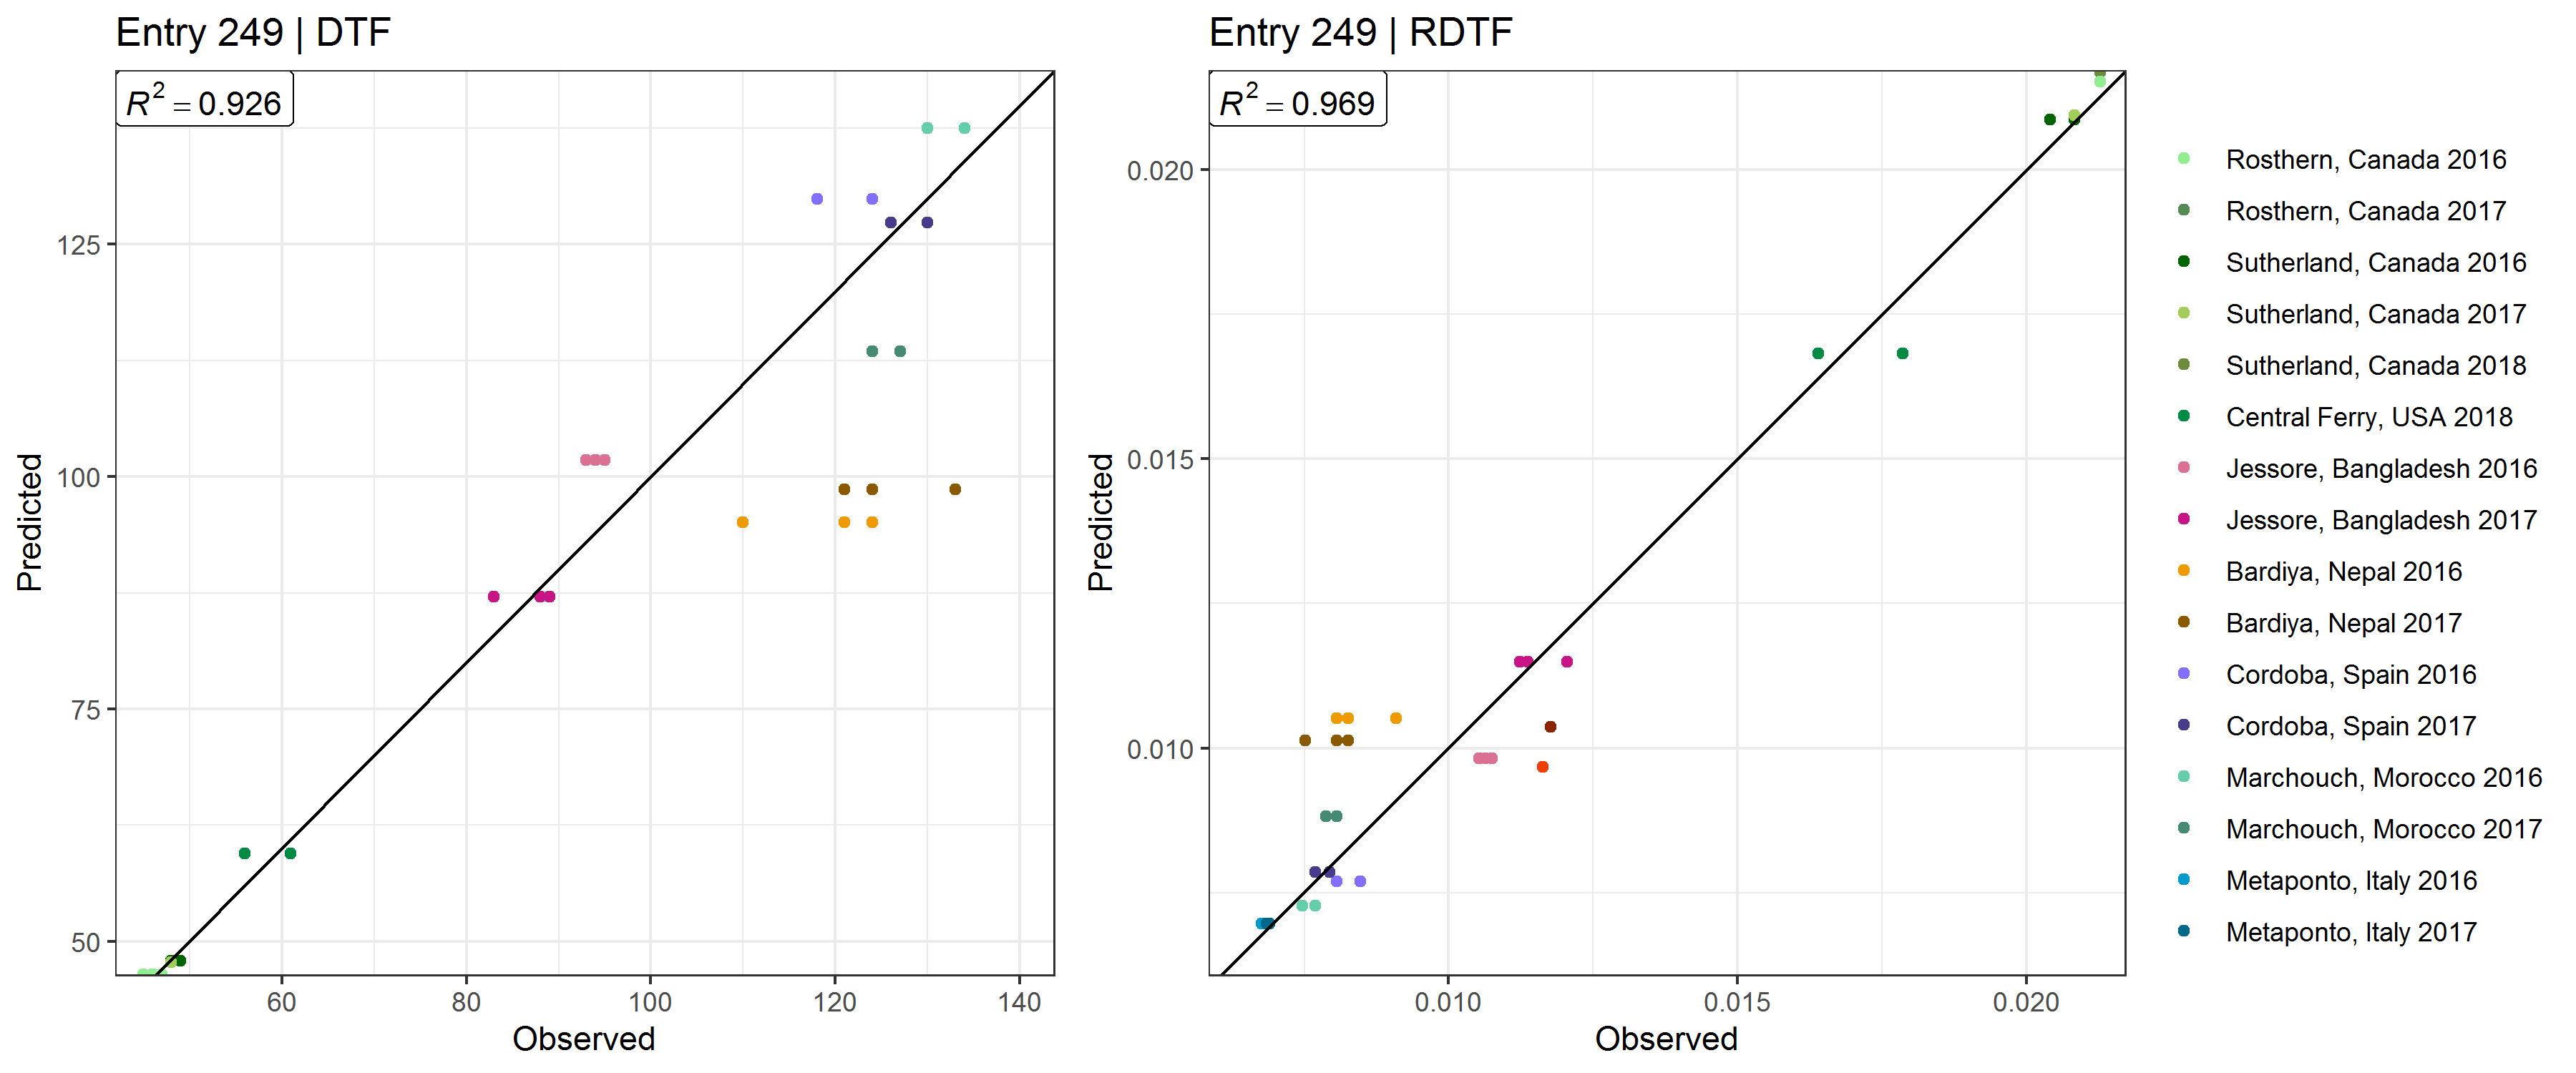 Entry 249 | DTF
R² = 0.926
125
100
75
50
Predicted
60 80 100 120 140
Observed
Entry 249 | RDTF
R² = 0.969
0.020
0.015
0.010
Predicted
0.010 0.015 0.020
Observed
Rosthern, Canada 2016
Rosthern, Canada 2017
Sutherland, Canada 2016
Sutherland, Canada 2017
Sutherland, Canada 2018
Central Ferry, USA 2018
Jessore, Bangladesh 2016
Jessore, Bangladesh 2017
Bardiya, Nepal 2016
Bardiya, Nepal 2017
Cordoba, Spain 2016
Cordoba, Spain 2017
Marchouch, Morocco 2016
Marchouch, Morocco 2017
Metaponto, Italy 2016
Metaponto, Italy 2017